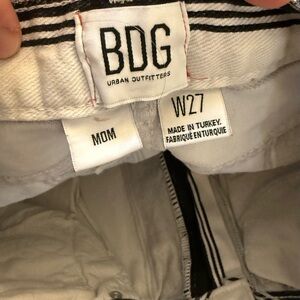 BDG
URBAN OUTFITTERS
MOM
W27
MADE IN TURKEY.
FABRIQUÉ EN TURQUIE